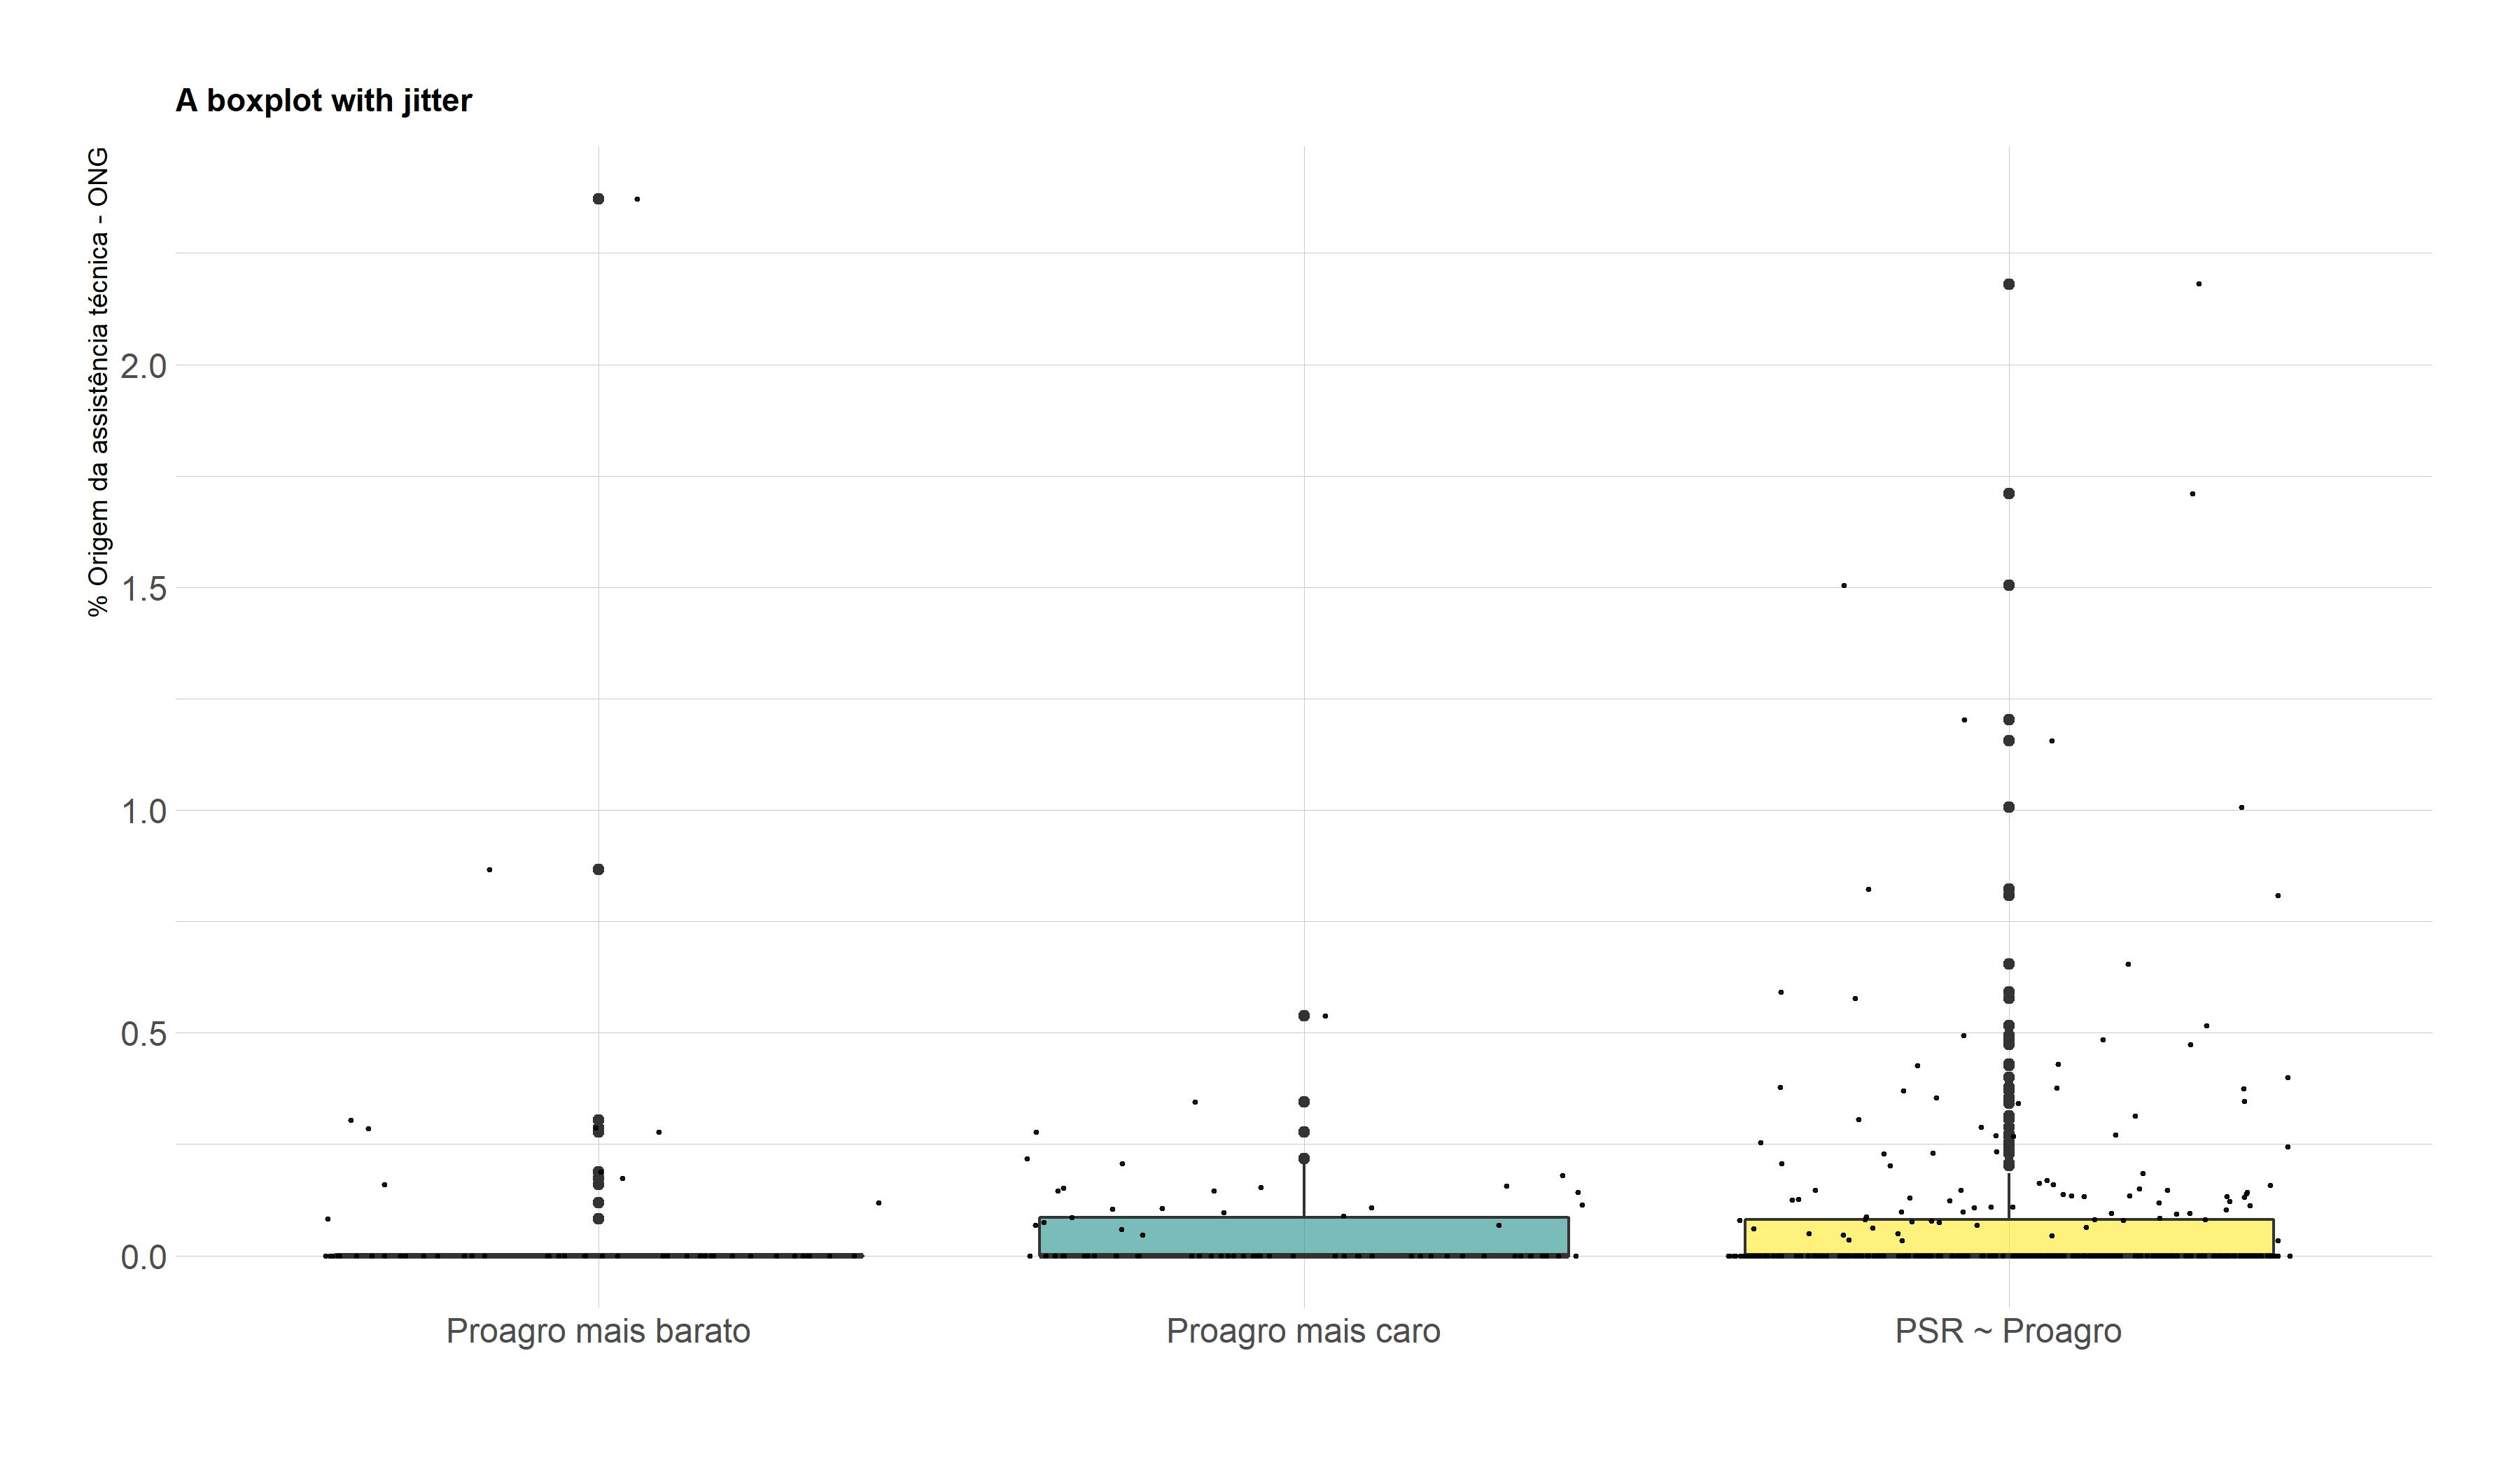 A boxplot with jitter
% Origem da assistência técnica - ONG
2.0
1.5
1.0
0.5
0.0
Proagro mais barato
Proagro mais caro
PSR ~ Proagro